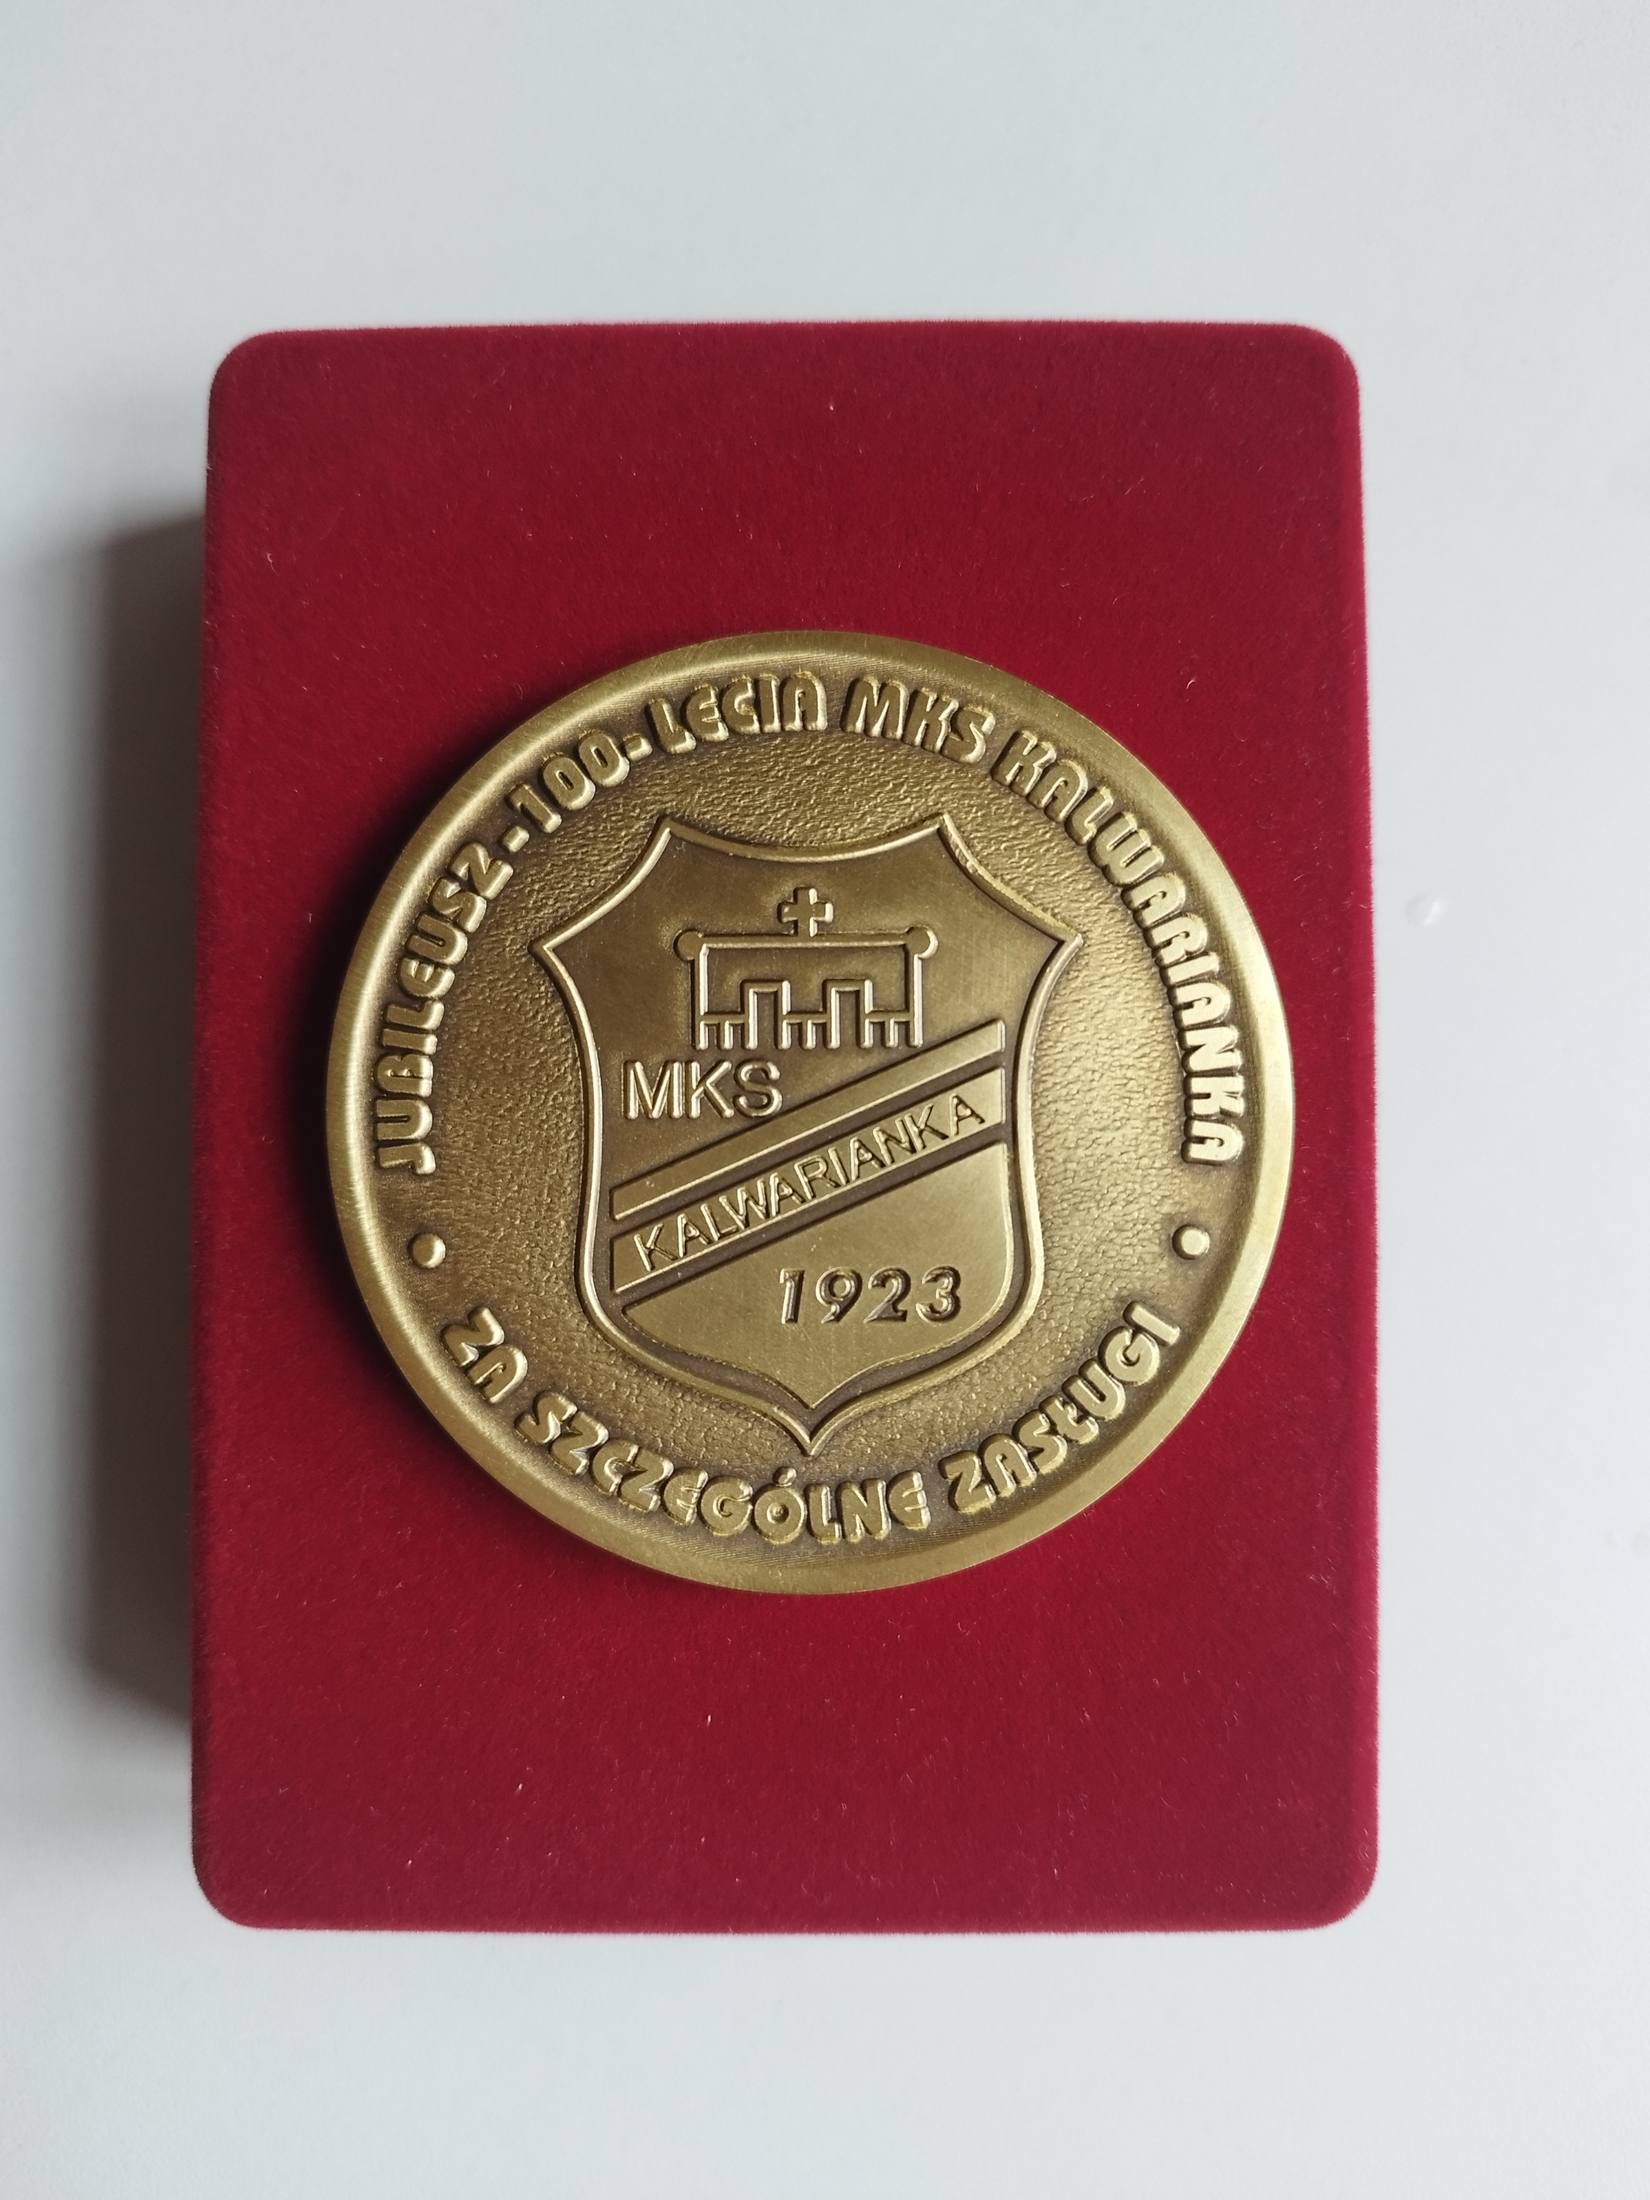 JUBILEUSZ-100-LECIA MKS KALWARIANKA
MKS
KALWARIANKA
1923
• ZA SZCZEGÓLNE ZASŁUGI •